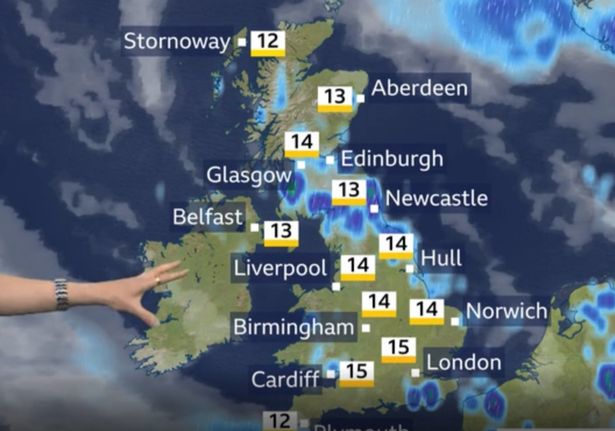 Stornoway 12
13 Aberdeen
14
Edinburgh
Glasgow
13 Newcastle
Belfast 13
14 Hull
Liverpool 14
14 14 Norwich
Birmingham
15 London
Cardiff 15
12 Plymouth